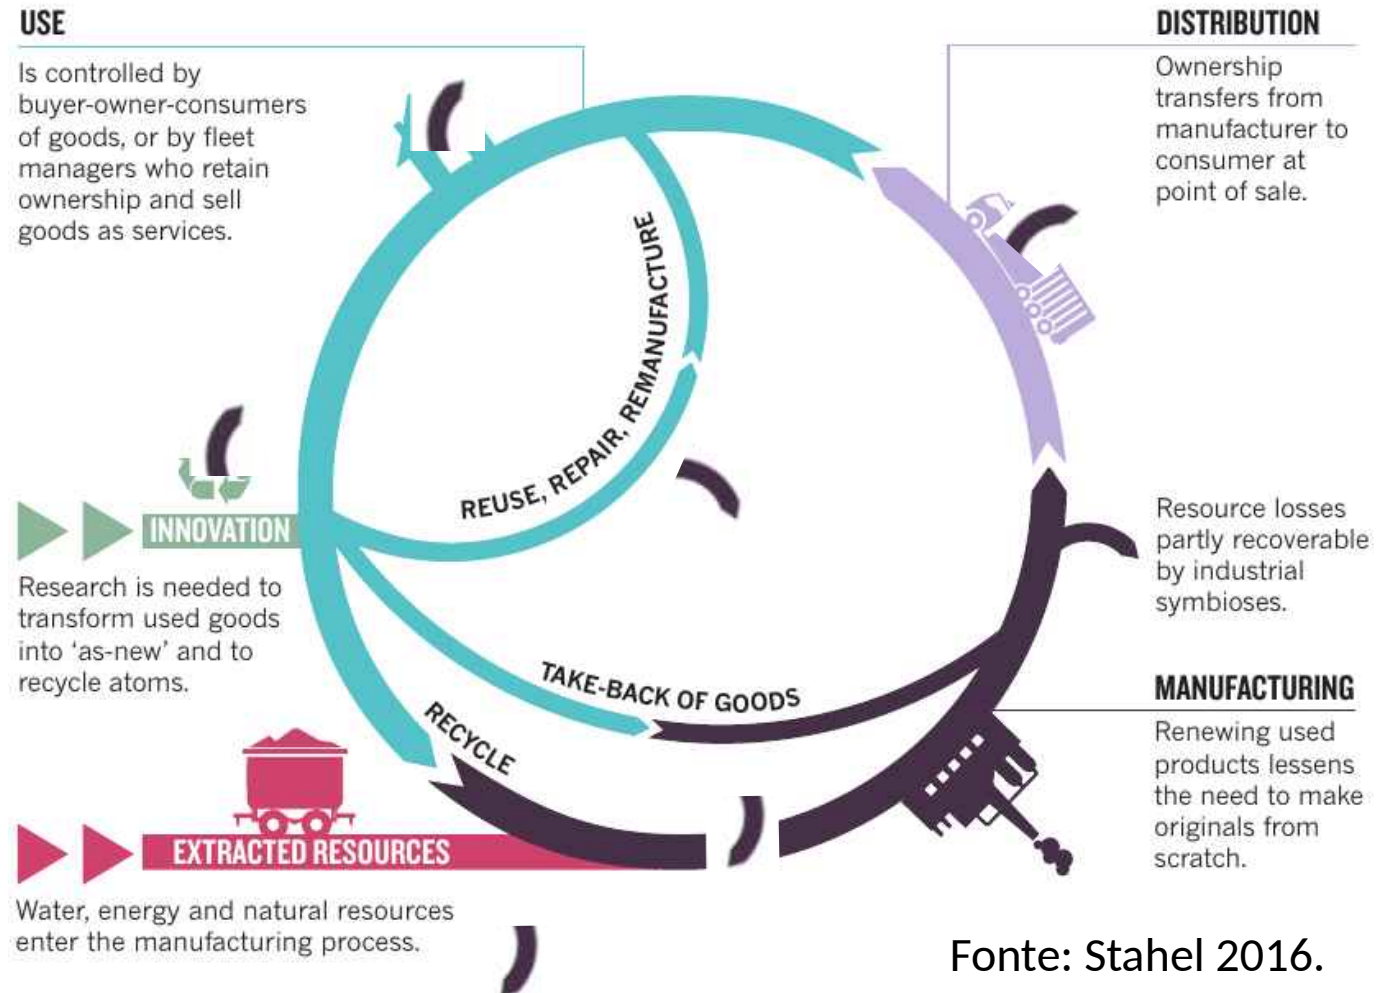 USE
Is controlled by
buyer-owner-consumers
of goods, or by fleet
managers who retain
ownership and sell
goods as services.
DISTRIBUTION
Ownership
transfers from
manufacturer to
consumer at
point of sale.
REUSE, REPAIR, REMANUFACTURE
INNOVATION
Research is needed to
transform used goods
into ‘as-new’ and to
recycle atoms.
Resource losses
partly recoverable
by industrial
symbioses.
TAKE-BACK OF GOODS
RECYCLE
MANUFACTURING
Renewing used
products lessens
the need to make
originals from
scratch.
EXTRACTED RESOURCES
Water, energy and natural resources
enter the manufacturing process.
Fonte: Stahel 2016.